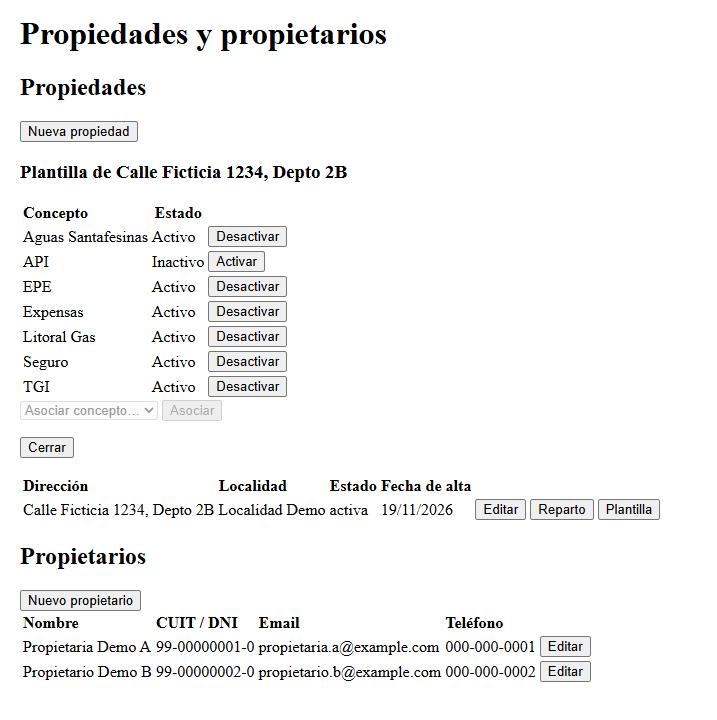 Propiedades y propietarios
Propiedades
Nueva propiedad
Plantilla de Calle Ficticia 1234, Depto 2B
Concepto Estado
Aguas Santafesinas Activo Desactivar
API Inactivo Activar
EPE Activo Desactivar
Expensas Activo Desactivar
Litoral Gas Activo Desactivar
Seguro Activo Desactivar
TGI Activo Desactivar
Asociar concepto... Asociar
Cerrar
Dirección Localidad Estado Fecha de alta
Calle Ficticia 1234, Depto 2B Localidad Demo activa 19/11/2026 Editar Reparto Plantilla
Propietarios
Nuevo propietario
Nombre CUIT / DNI Email Teléfono
Propietaria Demo A 99-00000001-0 propietaria.a@example.com 000-000-0001 Editar
Propietario Demo B 99-00000002-0 propietario.b@example.com 000-000-0002 Editar